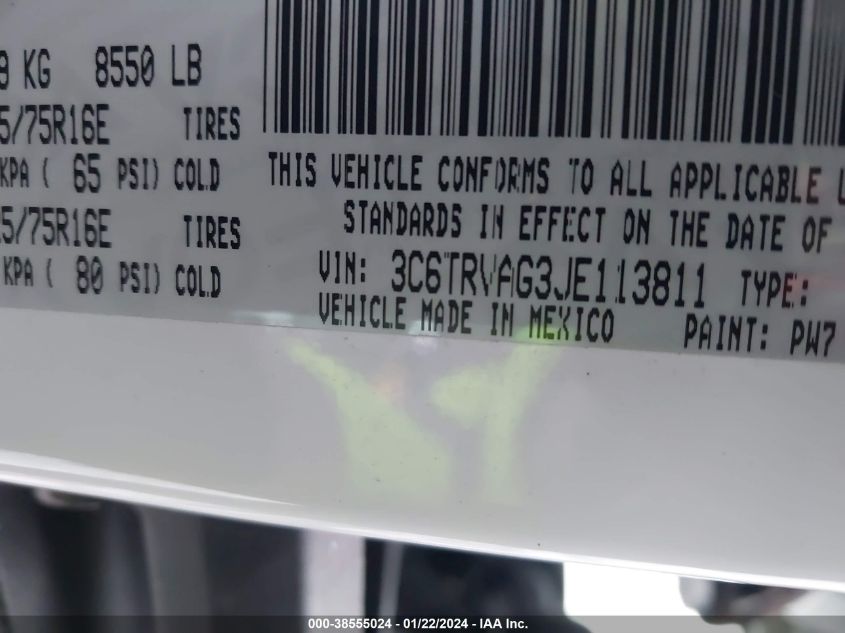 KG 8550 LB
5/75R16E TIRES
KPA ( 65 PSI) COLD
5/75R16E TIRES
KPA ( 80 PSI) COLD
THIS VEHICLE CONFORMS TO ALL APPLICABLE
STANDARDS IN EFFECT ON THE DATE OF
VIN: 3C6TRVAG3JE113811 TYPE:
VEHICLE MADE IN MEXICO PAINT: PW7
000-38555024 - 01/22/2024 - IAA Inc.